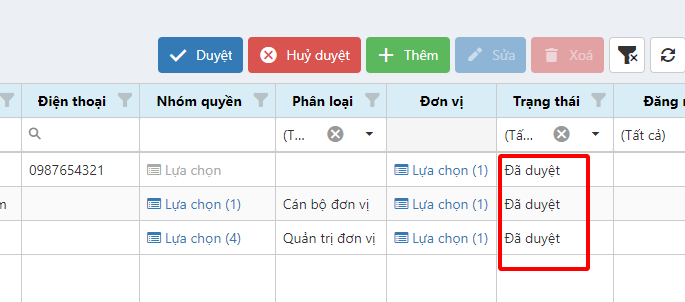 Duyệt Huỷ duyệt Thêm Sửa Xoá
Điện thoại Nhóm quyền Phân loại Đơn vị Trạng thái Đăng
(T... (Tấ... (Tất cả)
0987654321 Lựa chọn Lựa chọn (1) Đã duyệt
m Lựa chọn (1) Cán bộ đơn vị Lựa chọn (1) Đã duyệt
Lựa chọn (4) Quản trị đơn vị Lựa chọn (1) Đã duyệt